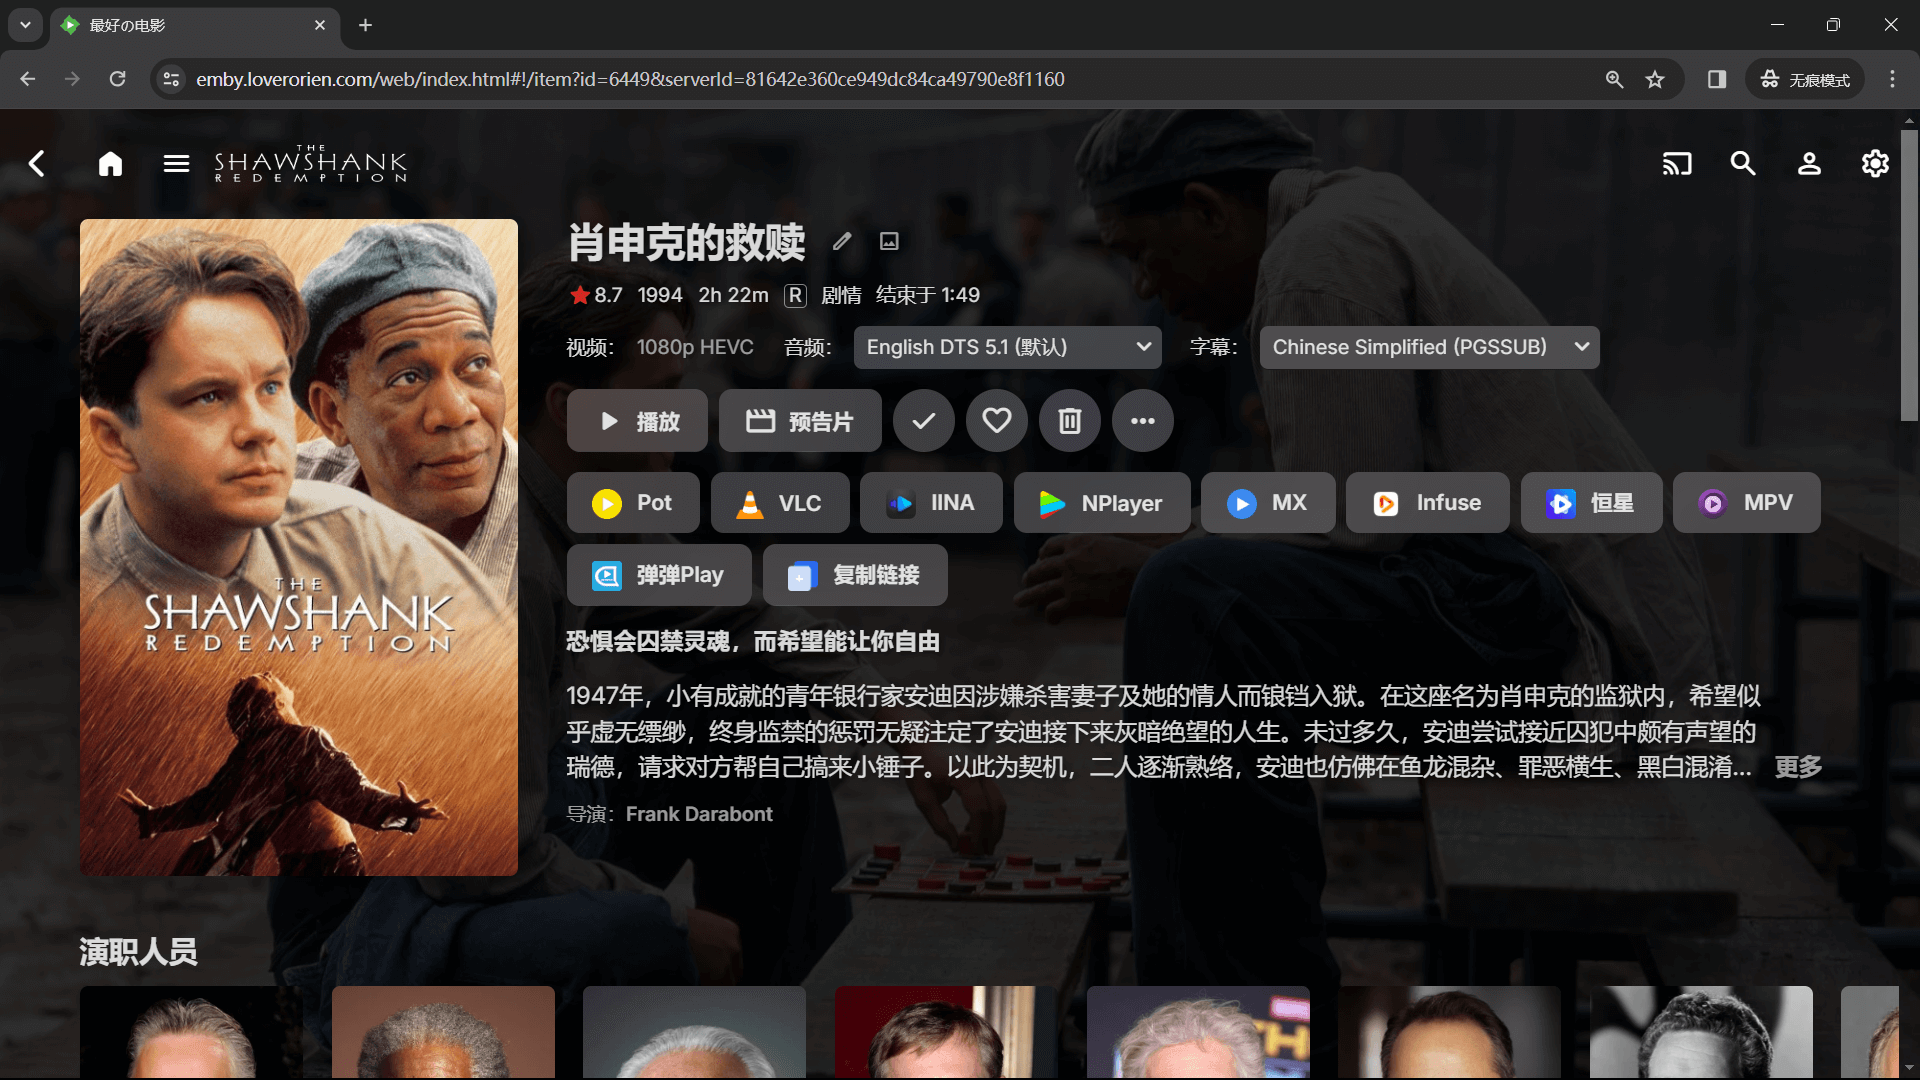 最好の电影
emby.loverorien.com/web/index.html#!/item?id=6449&serverId=81642e360ce949dc84ca49790e8f1160
无痕模式
THE
SHAWSHANK
REDEMPTION
肖申克的救赎
8.7 1994 2h 22m R 剧情 结束于 1:49
视频： 1080p HEVC 音频： English DTS 5.1 (默认) 字幕： Chinese Simplified (PGSSUB)
播放 预告片
Pot VLC IINA NPlayer MX Infuse 恒星 MPV
弹弹Play 复制链接
THE
SHAWSHANK
REDEMPTION
恐惧会囚禁灵魂，而希望能让你自由
1947年，小有成就的青年银行家安迪因涉嫌杀害妻子及她的情人而锒铛入狱。在这座名为肖申克的监狱内，希望似
乎虚无缥缈，终身监禁的惩罚无疑注定了安迪接下来灰暗绝望的人生。未过多久，安迪尝试接近囚犯中颇有声望的
瑞德，请求对方帮自己搞来小锤子。以此为契机，二人逐渐熟络，安迪也仿佛在鱼龙混杂、罪恶横生、黑白混淆... 更多
导演： Frank Darabont
演职人员